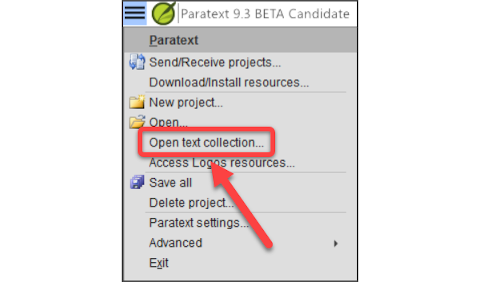 Paratext 9.3 BETA Candidate
Paratext
Send/Receive projects...
Download/Install resources...
New project...
Open...
Open text collection...
Access Logos resources...
Save all
Delete project...
Paratext settings...
Advanced
Exit